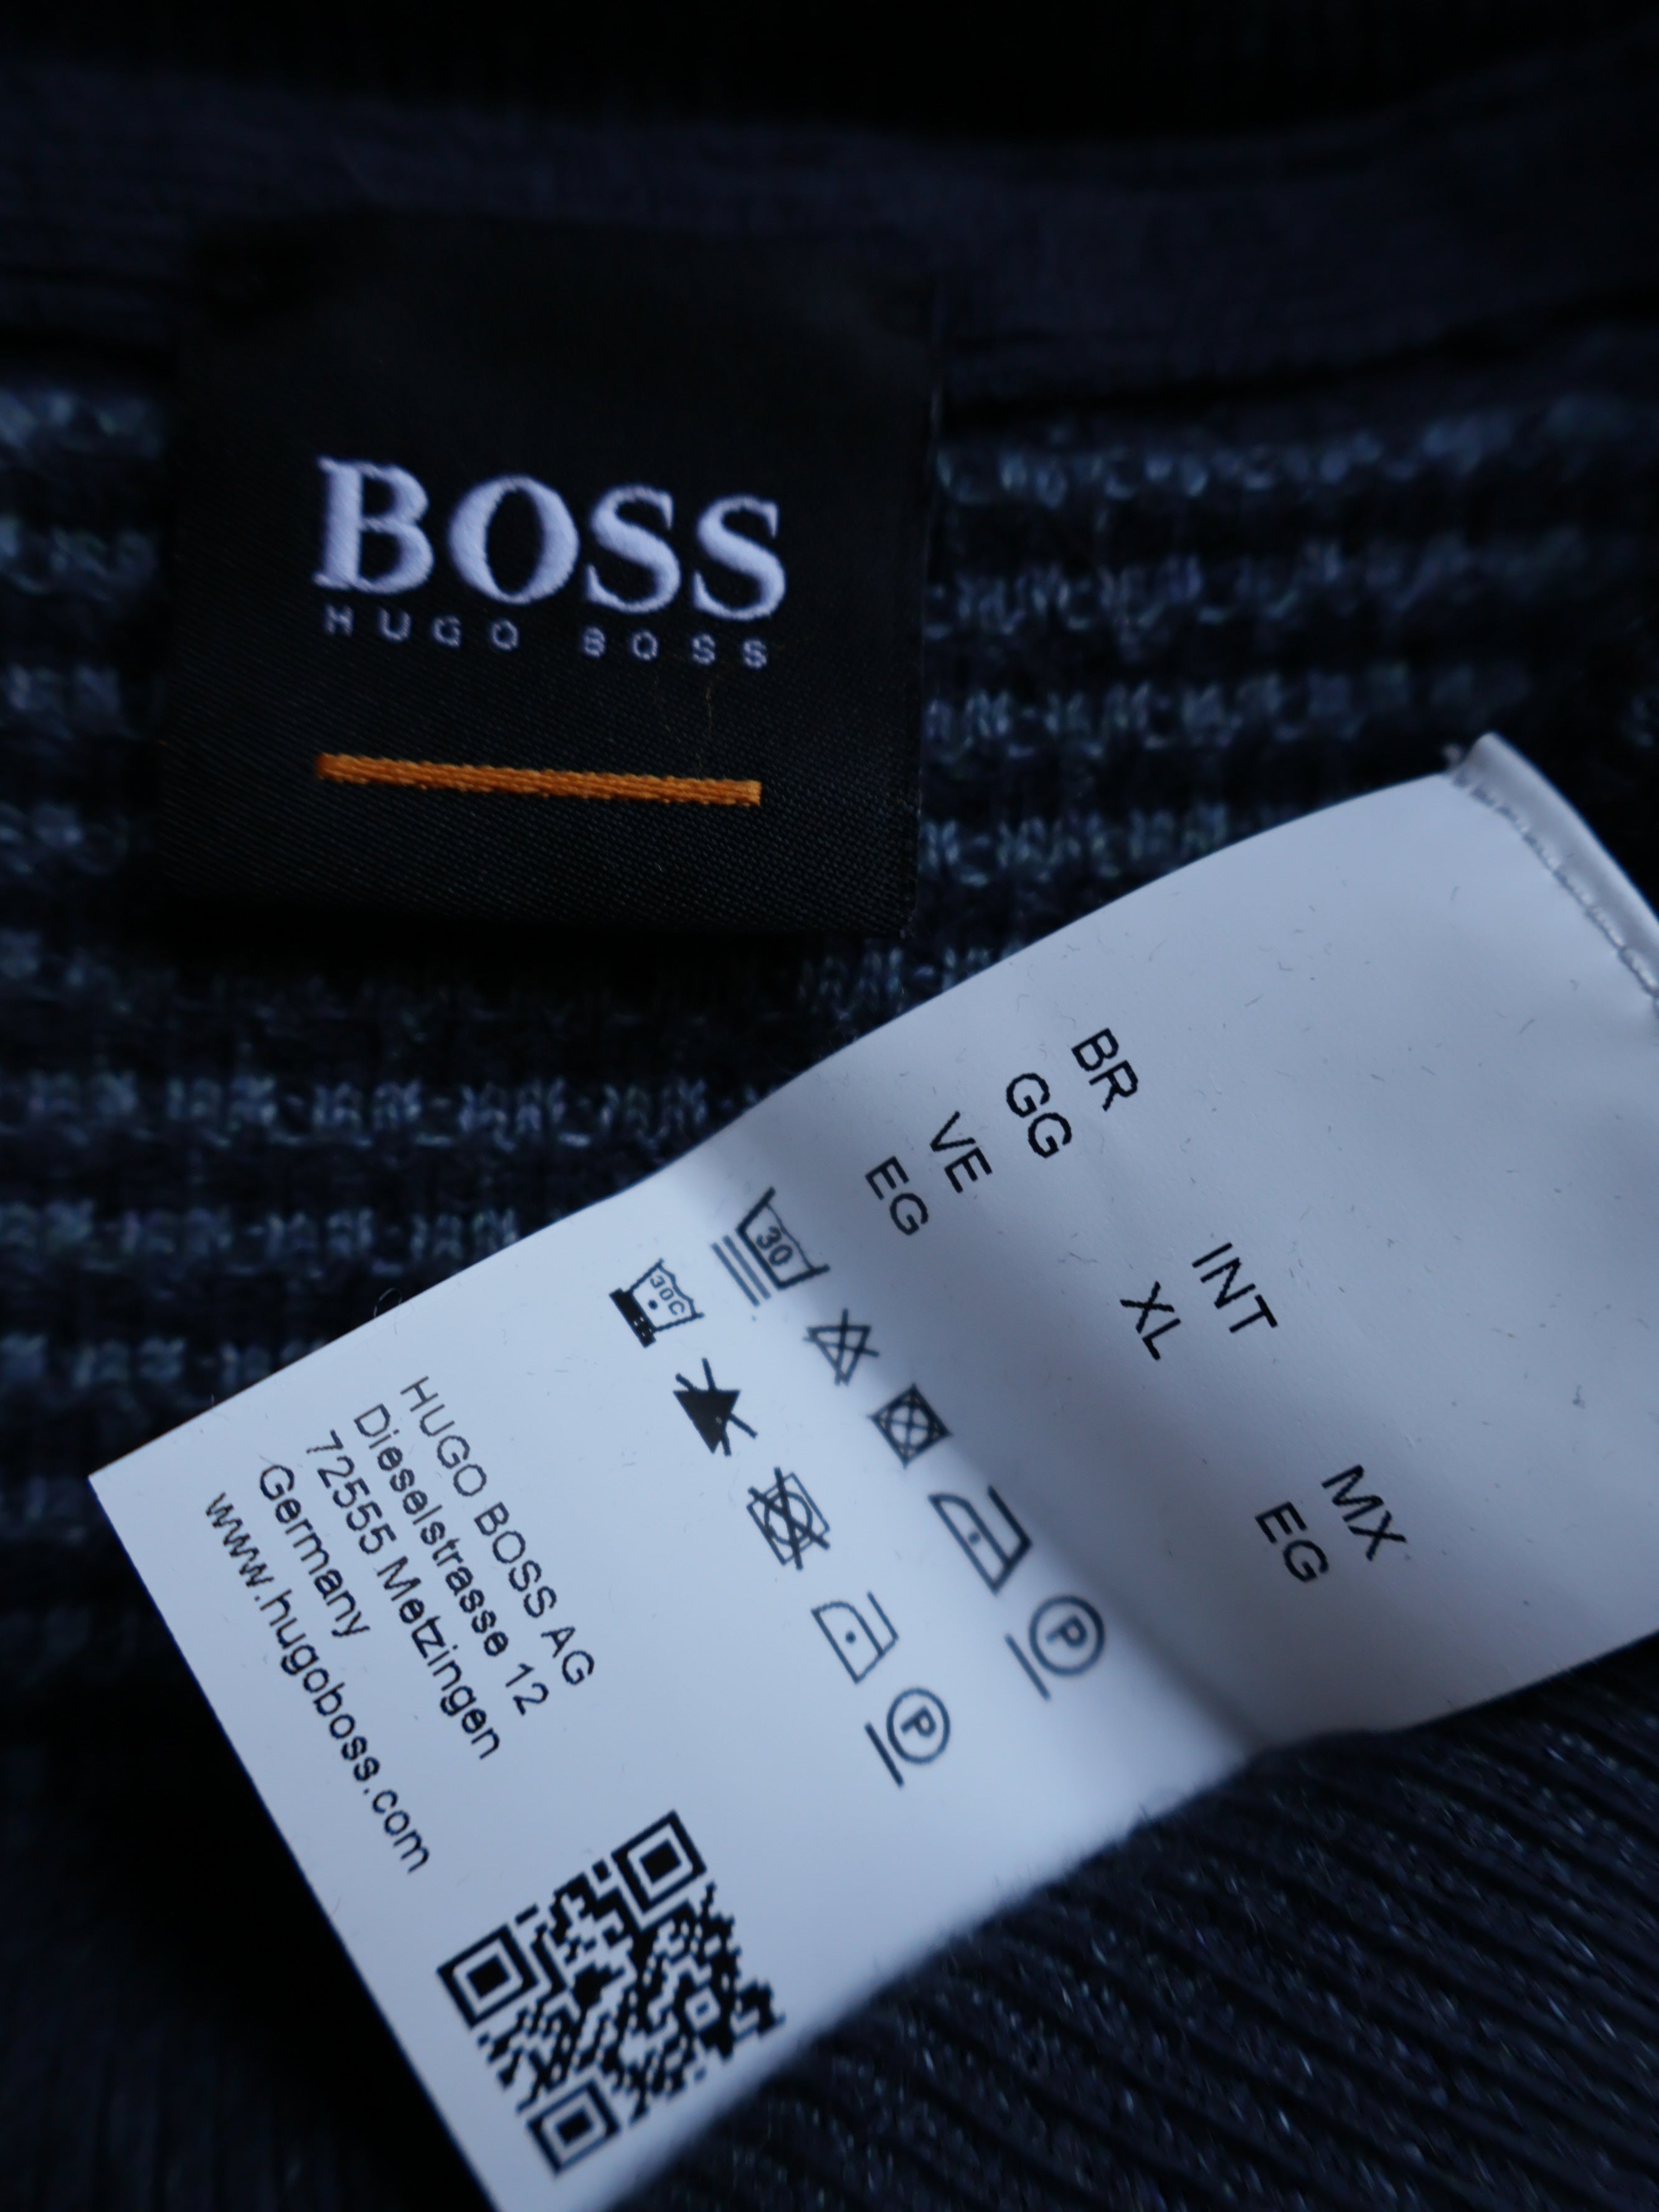 BOSS
HUGO BOSS
BR INT MX
GG XL EG
VE
EG
30
30C
P
P
HUGO BOSS AG
Dieselstrasse 12
72555 Metzingen
Germany
www.hugoboss.com